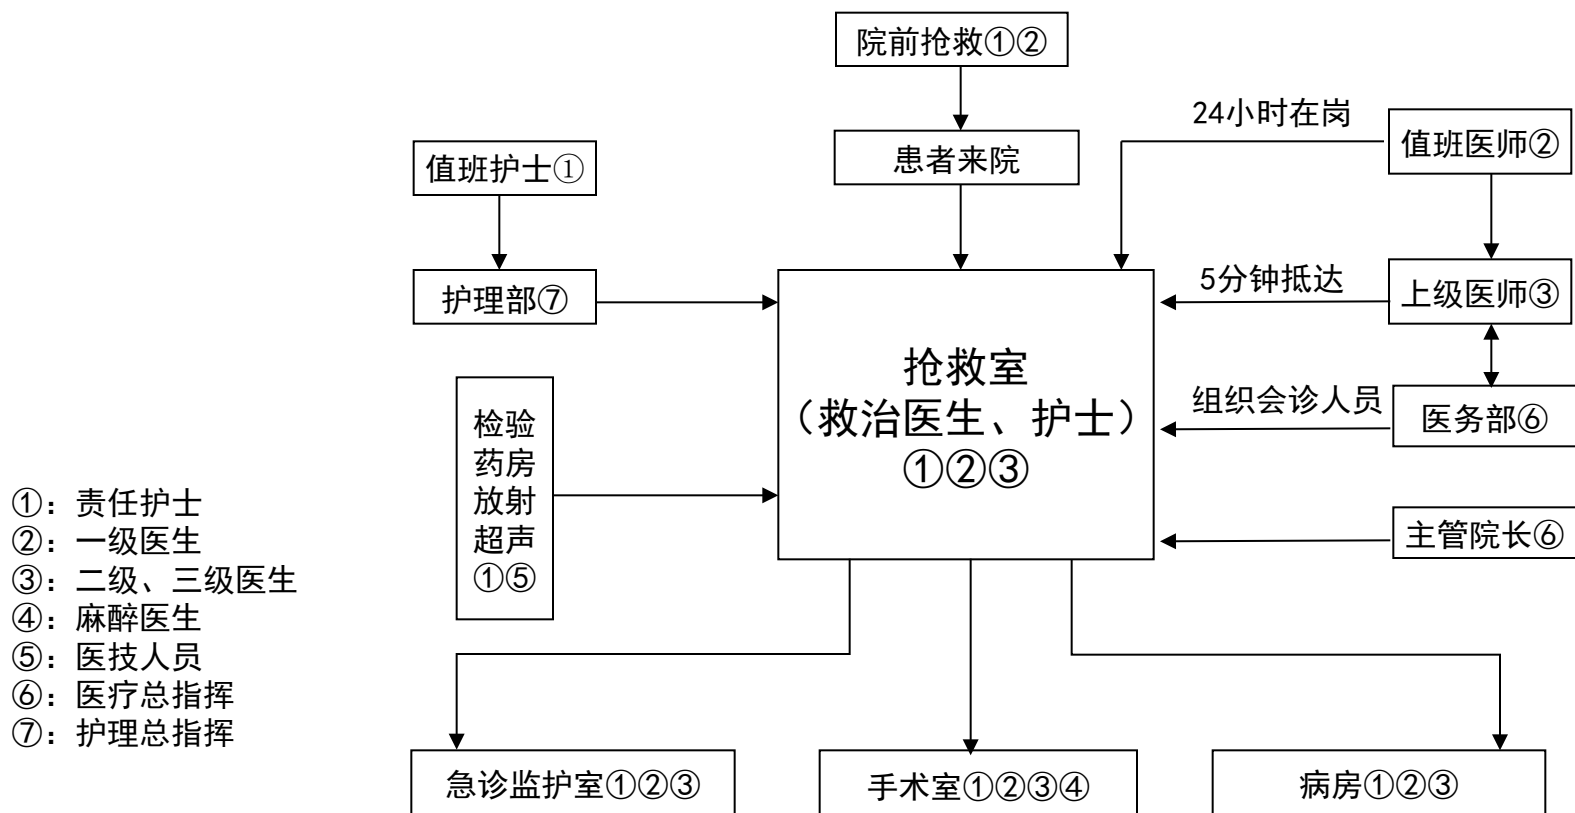 院前抢救①②
24小时在岗
值班医师②
患者来院
值班护士①
护理部⑦
5分钟抵达
上级医师③
抢救室
（救治医生、护士）
①②③
组织会诊人员
医务部⑥
检验
药房
放射
超声
①⑤
主管院长⑥
①：责任护士
②：一级医生
③：二级、三级医生
④：麻醉医生
⑤：医技人员
⑥：医疗总指挥
⑦：护理总指挥
急诊监护室①②③
手术室①②③④
病房①②③